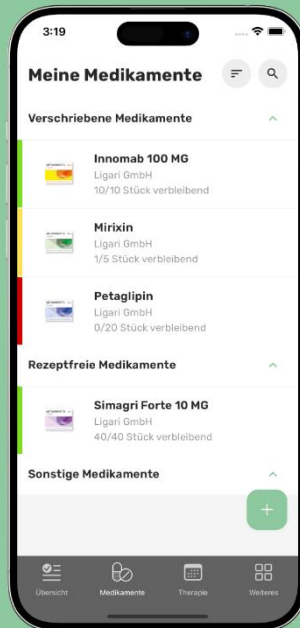 3:19
Meine Medikamente
Verschriebene Medikamente
Innomab 100 MG
Ligari GmbH
10/10 Stück verbleibend
Mirixin
Ligari GmbH
1/5 Stück verbleibend
Petaglipin
Ligari GmbH
0/20 Stück verbleibend
Rezeptfreie Medikamente
Simagri Forte 10 MG
Ligari GmbH
40/40 Stück verbleibend
Sonstige Medikamente
+
Übersicht Medikamente Therapie Weiteres